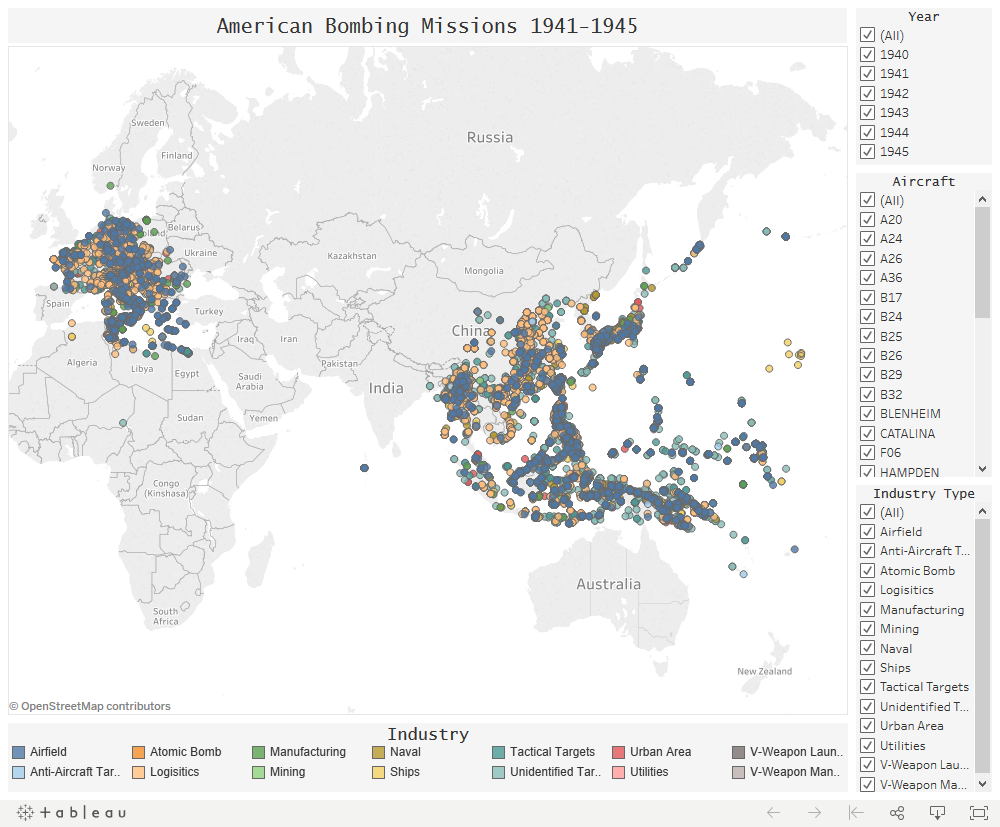 American Bombing Missions 1941-1945
Sweden
Finland
Norway
Russia
Belarus
Ukraine
Kazakhstan
Mongolia
Spain
Turkey
China
Iraq
Iran
Algeria
Libya
Egypt
Pakistan
Saudi
Arabia
India
Sudan
Yemen
Congo
(Kinshasa)
Australia
South
Africa
New Zealand
© OpenStreetMap contributors
Industry
Airfield
Atomic Bomb
Manufacturing
Naval
Tactical Targets
Urban Area
V-Weapon Laun..
Anti-Aircraft Tar..
Logisitics
Mining
Ships
Unidentified Tar..
Utilities
V-Weapon Man..
Year
(All)
1940
1941
1942
1943
1944
1945
Aircraft
(All)
A20
A24
A26
A36
B17
B24
B25
B26
B29
B32
BLENHEIM
CATALINA
F06
HAMPDEN
Industry Type
(All)
Airfield
Anti-Aircraft T...
Atomic Bomb
Logisitics
Manufacturing
Mining
Naval
Ships
Tactical Targets
Unidentified T...
Urban Area
Utilities
V-Weapon Lau...
V-Weapon Ma...
+ableau